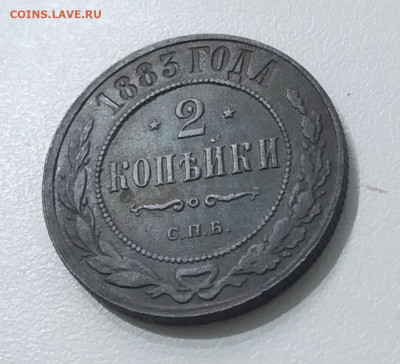 COINS.LAVE.RU
1883 ГОДА
2
КОПѢЙКИ
С.П.Б.